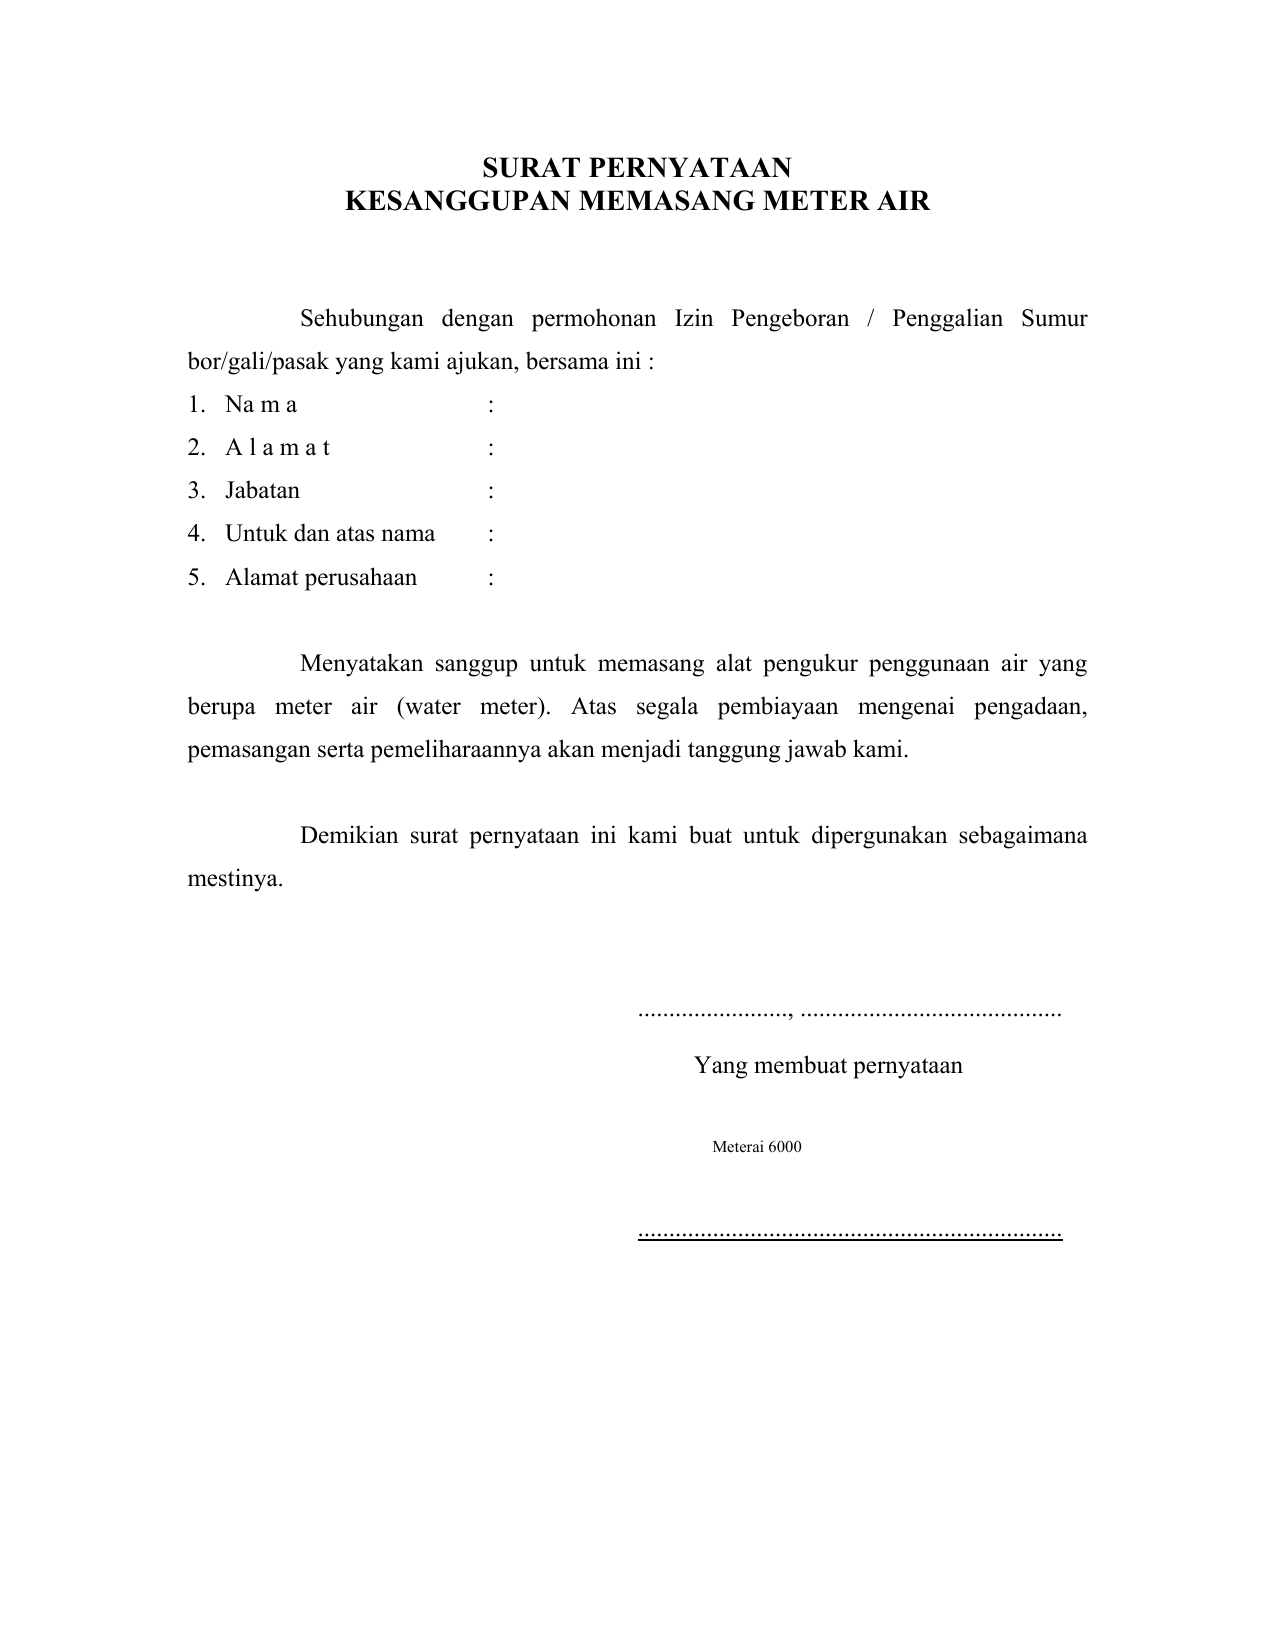 SURAT PERNYATAAN
KESANGGUPAN MEMASANG METER AIR
Sehubungan dengan permohonan Izin Pengeboran / Penggalian Sumur
bor/gali/pasak yang kami ajukan, bersama ini :
1. Na m a :
2. A l a m a t :
3. Jabatan :
4. Untuk dan atas nama :
5. Alamat perusahaan :
Menyatakan sanggup untuk memasang alat pengukur penggunaan air yang
berupa meter air (water meter). Atas segala pembiayaan mengenai pengadaan,
pemasangan serta pemeliharaannya akan menjadi tanggung jawab kami.
Demikian surat pernyataan ini kami buat untuk dipergunakan sebagaimana
mestinya.
........................, ..........................................
Yang membuat pernyataan
Meterai 6000
....................................................................